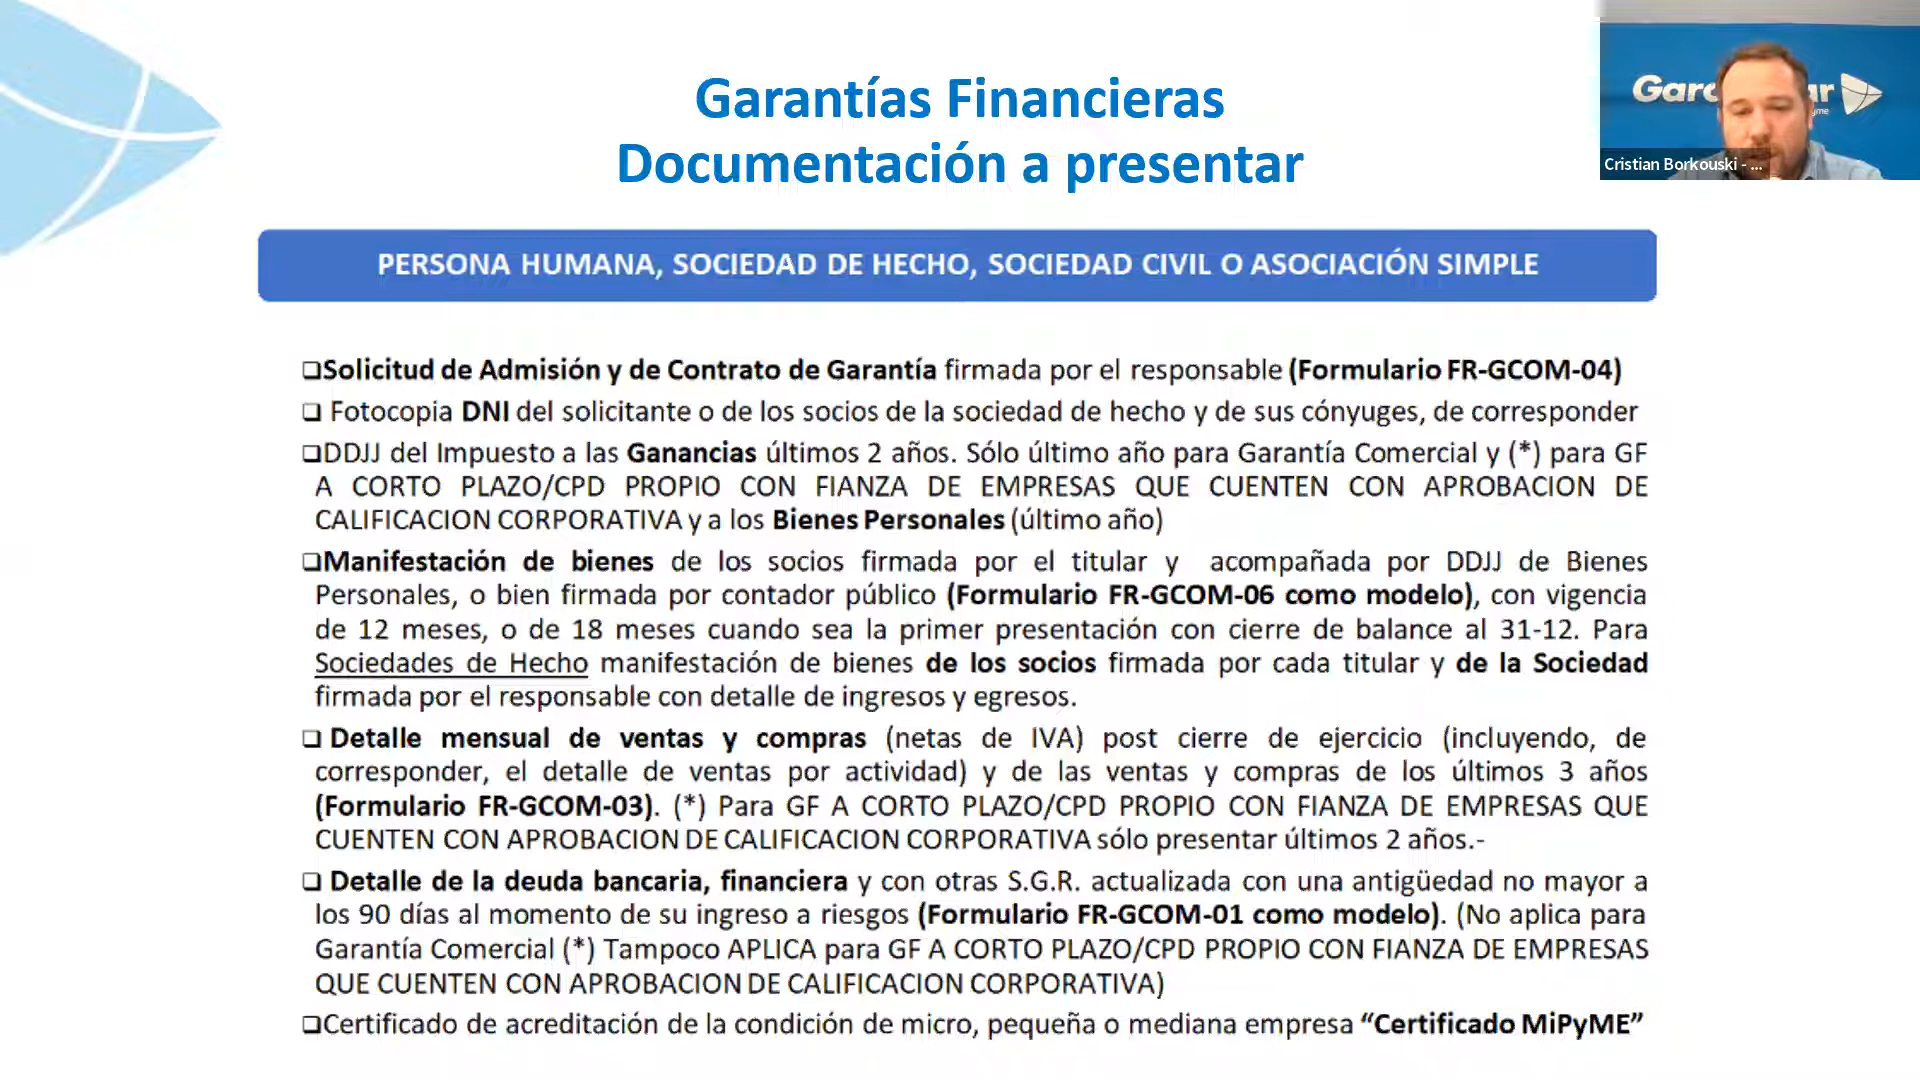 Garantías Financieras
Documentación a presentar
Cristian Borkouski - ...
PERSONA HUMANA, SOCIEDAD DE HECHO, SOCIEDAD CIVIL O ASOCIACIÓN SIMPLE
❑Solicitud de Admisión y de Contrato de Garantía firmada por el responsable (Formulario FR-GCOM-04)
❑ Fotocopia DNI del solicitante o de los socios de la sociedad de hecho y de sus cónyuges, de corresponder
❑DDJJ del Impuesto a las Ganancias últimos 2 años. Sólo último año para Garantía Comercial y (*) para GF
A CORTO PLAZO/CPD PROPIO CON FIANZA DE EMPRESAS QUE CUENTEN CON APROBACION DE
CALIFICACION CORPORATIVA y a los Bienes Personales (último año)
❑Manifestación de bienes de los socios firmada por el titular y acompañada por DDJJ de Bienes
Personales, o bien firmada por contador público (Formulario FR-GCOM-06 como modelo), con vigencia
de 12 meses, o de 18 meses cuando sea la primer presentación con cierre de balance al 31-12. Para
Sociedades de Hecho manifestación de bienes de los socios firmada por cada titular y de la Sociedad
firmada por el responsable con detalle de ingresos y egresos.
❑ Detalle mensual de ventas y compras (netas de IVA) post cierre de ejercicio (incluyendo, de
corresponder, el detalle de ventas por actividad) y de las ventas y compras de los últimos 3 años
(Formulario FR-GCOM-03). (*) Para GF A CORTO PLAZO/CPD PROPIO CON FIANZA DE EMPRESAS QUE
CUENTEN CON APROBACION DE CALIFICACION CORPORATIVA sólo presentar últimos 2 años.-
❑ Detalle de la deuda bancaria, financiera y con otras S.G.R. actualizada con una antigüedad no mayor a
los 90 días al momento de su ingreso a riesgos (Formulario FR-GCOM-01 como modelo). (No aplica para
Garantía Comercial (*) Tampoco APLICA para GF A CORTO PLAZO/CPD PROPIO CON FIANZA DE EMPRESAS
QUE CUENTEN CON APROBACION DE CALIFICACION CORPORATIVA)
❑Certificado de acreditación de la condición de micro, pequeña o mediana empresa “Certificado MiPyME”